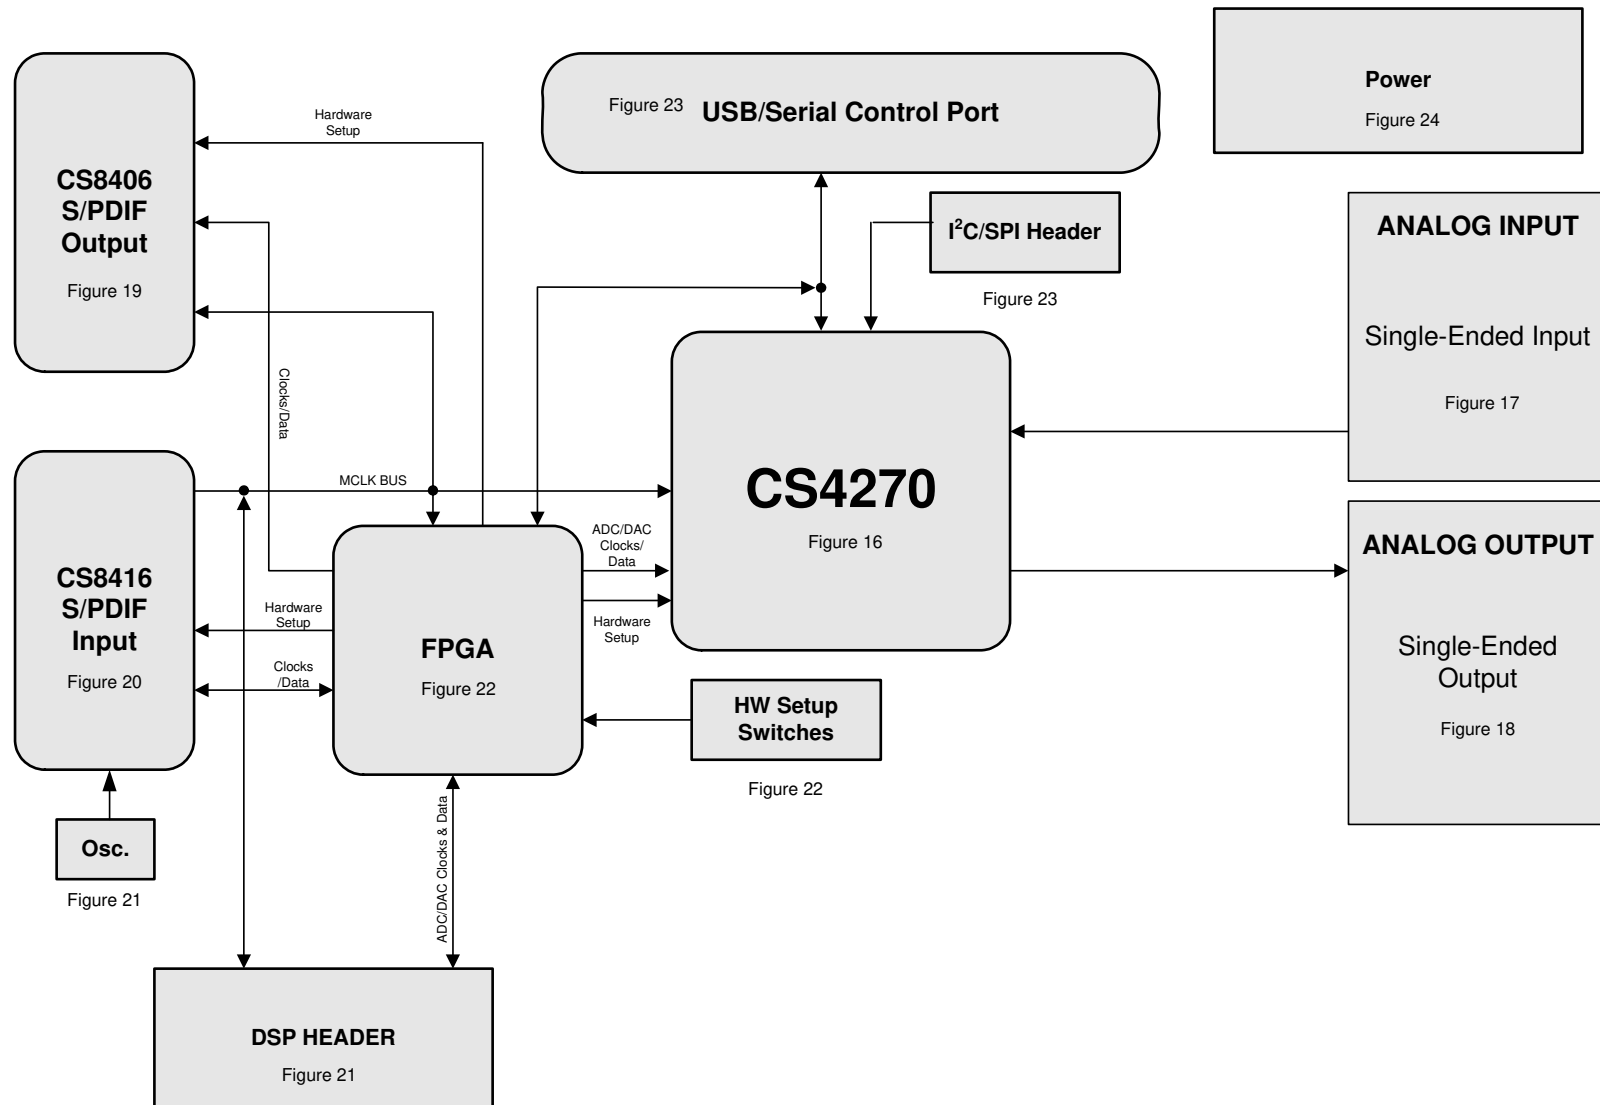 Power
Figure 24
Figure 23 USB/Serial Control Port
Hardware
Setup
CS8406
S/PDIF
Output
Figure 19
I²C/SPI Header
Figure 23
ANALOG INPUT
Single-Ended Input
Figure 17
Clocks/Data
MCLK BUS
CS4270
Figure 16
ADC/DAC
Clocks/
Data
Hardware
Setup
ANALOG OUTPUT
Single-Ended
Output
Figure 18
CS8416
S/PDIF
Input
Figure 20
Hardware
Setup
Clocks
/Data
FPGA
Figure 22
HW Setup
Switches
Figure 22
Osc.
Figure 21
ADC/DAC Clocks & Data
DSP HEADER
Figure 21